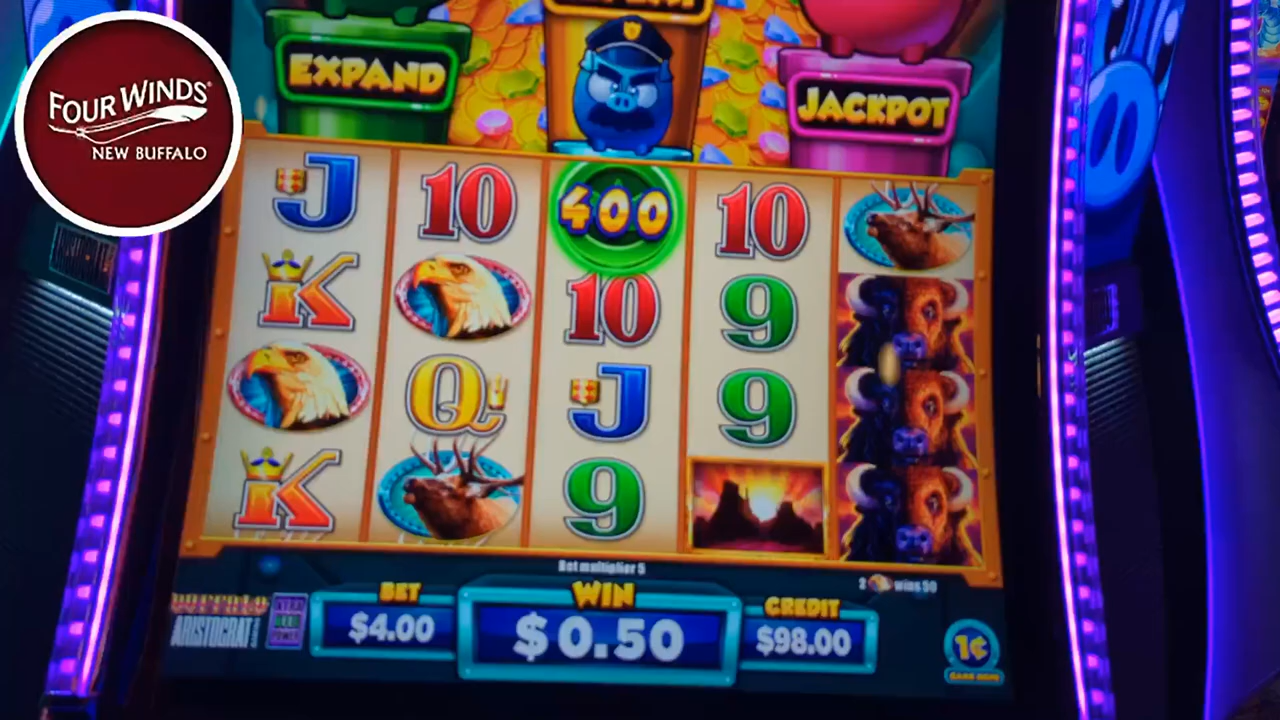 FOUR WINDS®
NEW BUFFALO
EXPAND
JACKPOT
J
10
400
10
K
10
9
Q
J
9
K
9
Bet multiplier 5
2
wins 50
BUFFALO
ARISTOCRAT
BET
WIN
CREDIT
$4.00
$0.50
$98.00
1¢